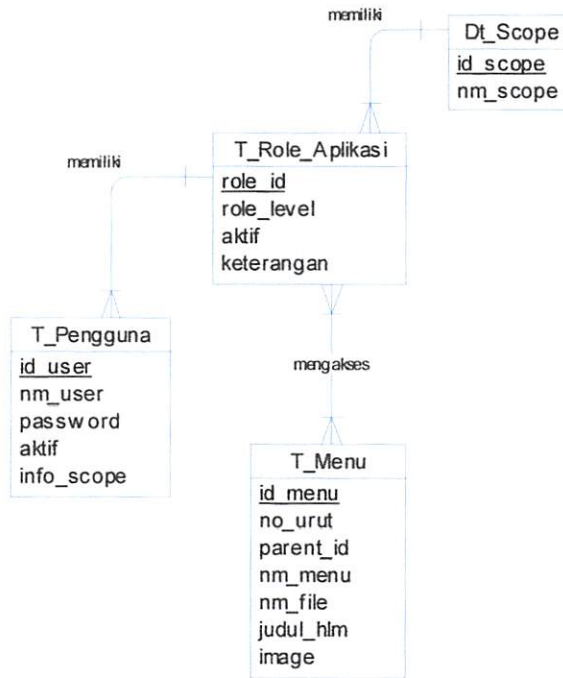 memiliki
Dt_Scope
id_scope
nm_scope
T_Role_Aplikasi
role_id
role_level
aktif
keterangan
memiliki
T_Pengguna
id_user
nm_user
password
aktif
info_scope
mengakses
T_Menu
id_menu
no_urut
parent_id
nm_menu
nm_file
judul_hlm
image